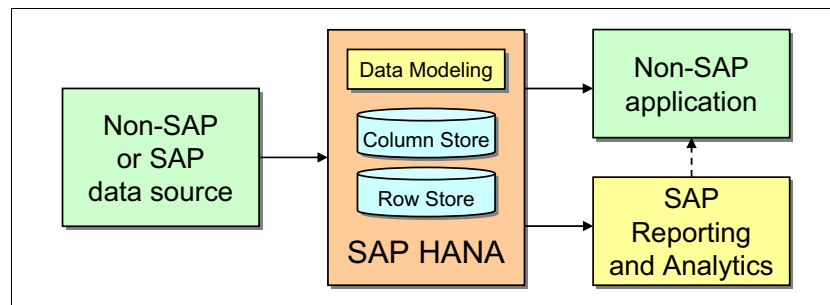 Non-SAP
or SAP
data source
Data Modeling
Column Store
Row Store
SAP HANA
Non-SAP
application
SAP
Reporting
and Analytics